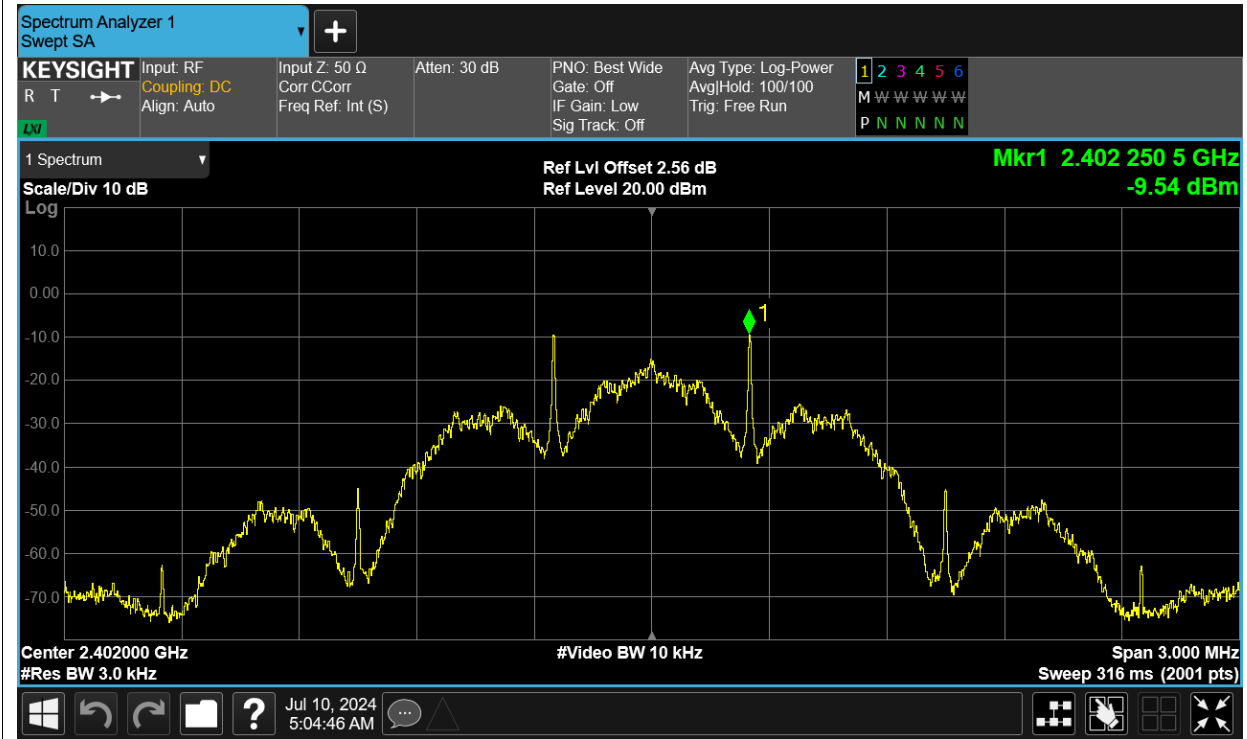 Spectrum Analyzer 1
Swept SA
KEYSIGHT
R T
LXI
Input: RF
Coupling: DC
Align: Auto
Input Z: 50 Ω
Corr CCorr
Freq Ref: Int (S)
Atten: 30 dB
PNO: Best Wide
Gate: Off
IF Gain: Low
Sig Track: Off
Avg Type: Log-Power
Avg|Hold: 100/100
Trig: Free Run
1 2 3 4 5 6
M W W W W W
P N N N N N
1 Spectrum
Scale/Div 10 dB
Log
Ref Lvl Offset 2.56 dB
Ref Level 20.00 dBm
Mkr1 2.402 250 5 GHz
-9.54 dBm
10.0
0.00
1
-10.0
-20.0
-30.0
-40.0
-50.0
-60.0
-70.0
Center 2.402000 GHz
#Video BW 10 kHz
Span 3.000 MHz
#Res BW 3.0 kHz
Sweep 316 ms (2001 pts)
?
Jul 10, 2024
5:04:46 AM